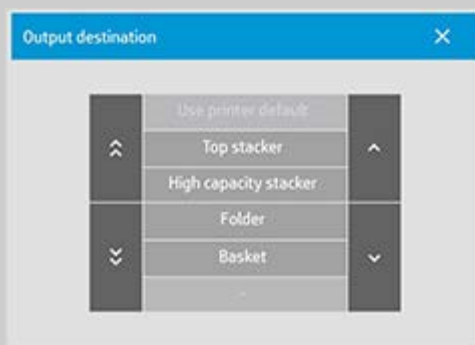 Output destination
Use printer default
Top stacker
High capacity stacker
Folder
Basket
-